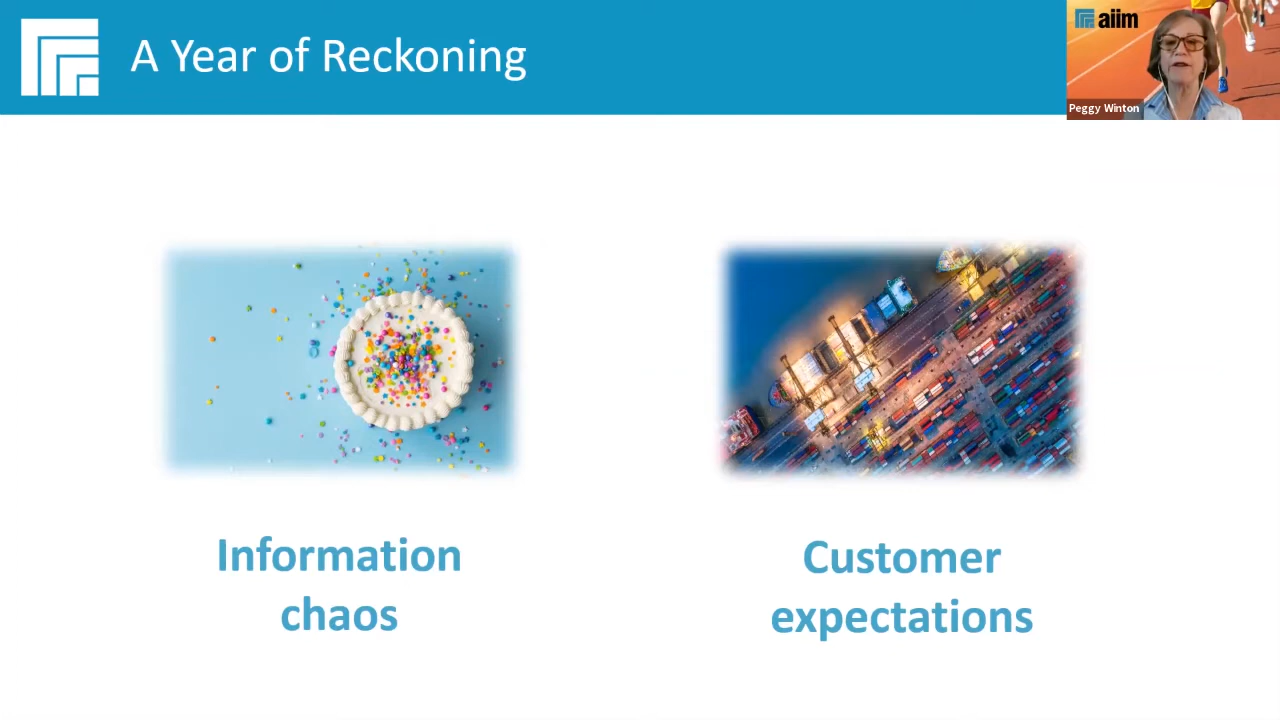 A Year of Reckoning
aiim
Peggy Winton
Information
chaos
Customer
expectations